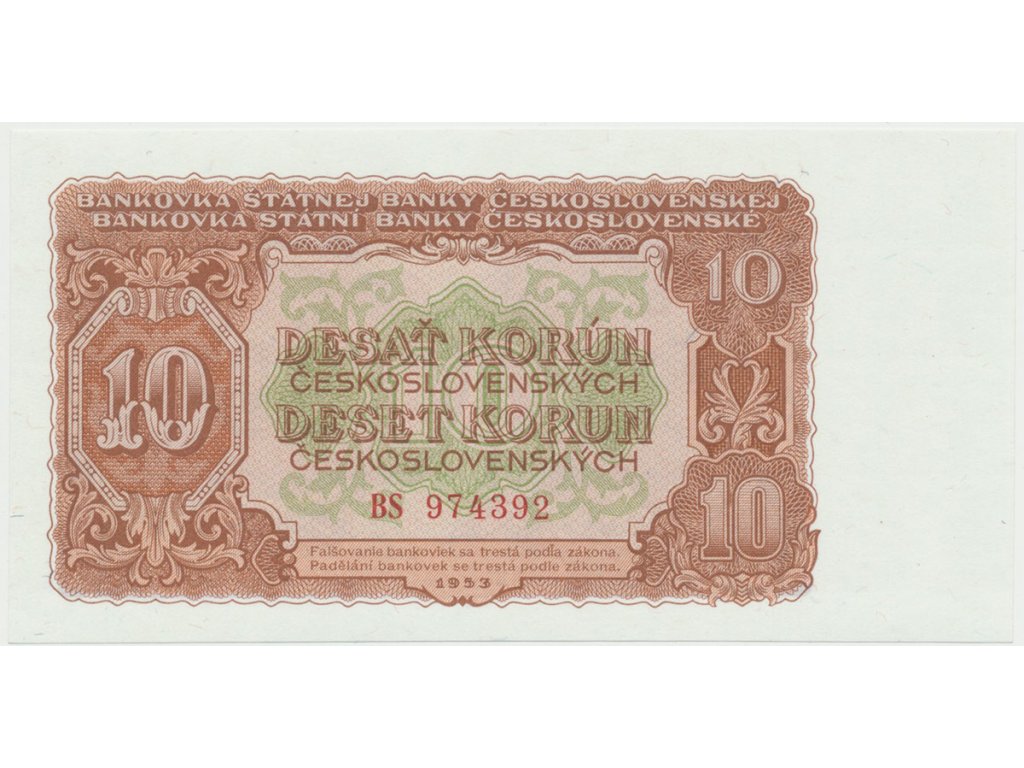 BANKOVKA ŠTÁTNEJ BANKY ČESKOSLOVENSKEJ
BANKOVKA STÁTNÍ BANKY ČESKOSLOVENSKÉ
10
10
10
DESAŤ KORÚN
ČESKOSLOVENSKÝCH
DESET KORUN
ČESKOSLOVENSKÝCH
BS 974392
10
Falšovanie bankoviek sa trestá podľa zákona.
Padělání bankovek se trestá podle zákona.
1953